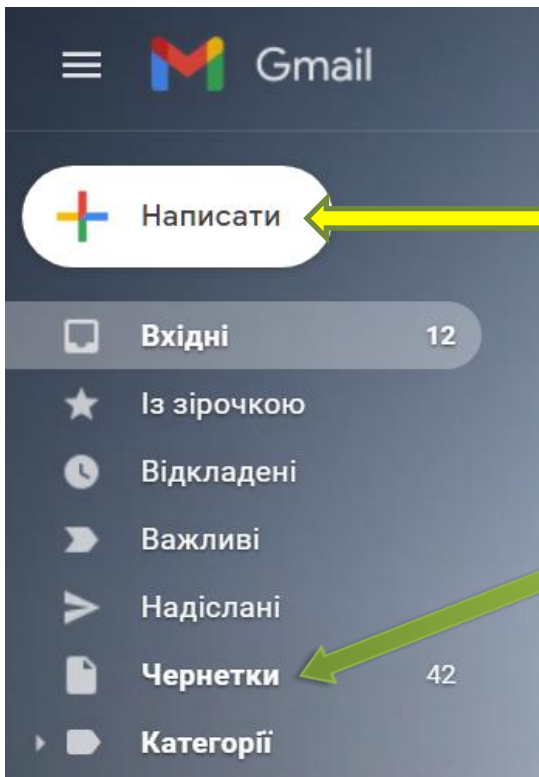 Gmail
Написати
Вхідні 12
Із зірочкою
Відкладені
Важливі
Надіслані
Чернетки 42
Категорії